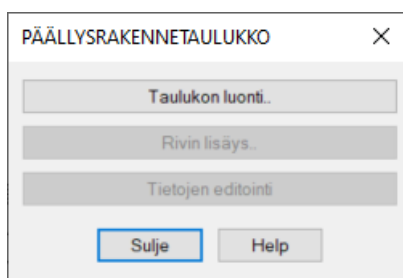 PÄÄLLYSRAKENNETAULUKKO
Taulukon luonti..
Rivin lisäys..
Tietojen editointi
Sulje Help